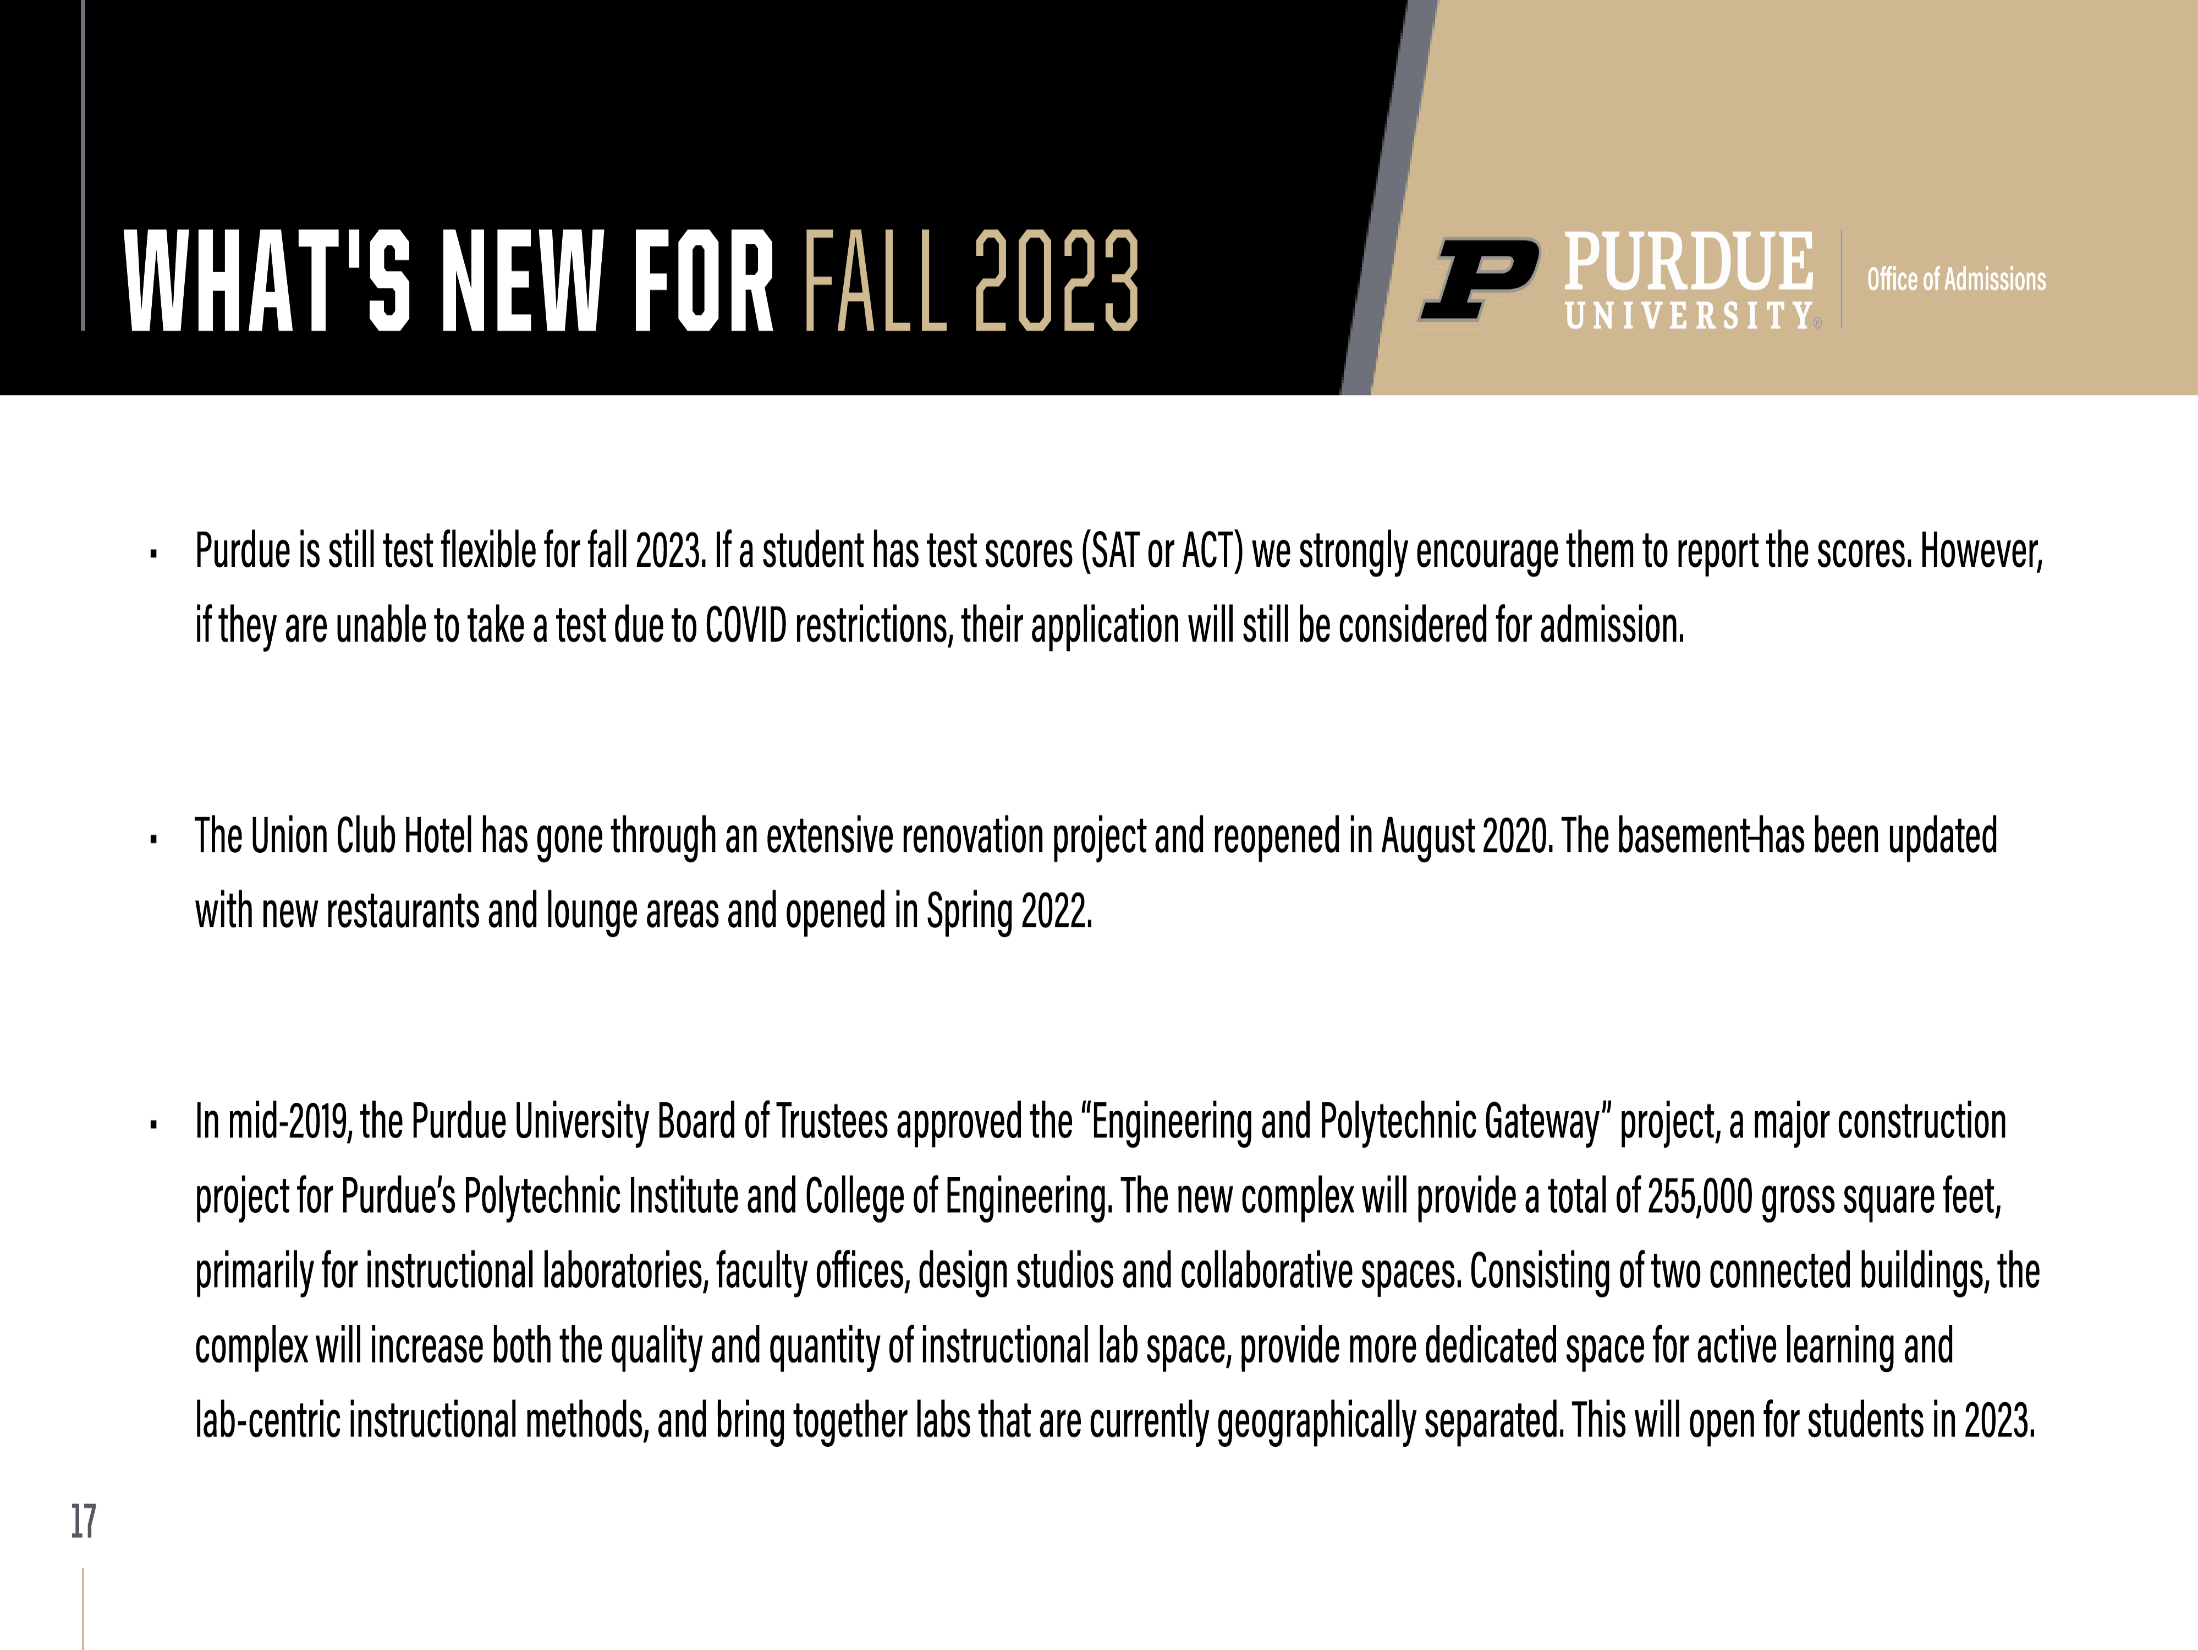 WHAT'S NEW FOR FALL 2023
PURDUE
UNIVERSITY®
Office of Admissions
· Purdue is still test flexible for fall 2023. If a student has test scores (SAT or ACT) we strongly encourage them to report the scores. However,
if they are unable to take a test due to COVID restrictions, their application will still be considered for admission.
· The Union Club Hotel has gone through an extensive renovation project and reopened in August 2020. The basement has been updated
with new restaurants and lounge areas and opened in Spring 2022.
· In mid-2019, the Purdue University Board of Trustees approved the “Engineering and Polytechnic Gateway” project, a major construction
project for Purdue’s Polytechnic Institute and College of Engineering. The new complex will provide a total of 255,000 gross square feet,
primarily for instructional laboratories, faculty offices, design studios and collaborative spaces. Consisting of two connected buildings, the
complex will increase both the quality and quantity of instructional lab space, provide more dedicated space for active learning and
lab-centric instructional methods, and bring together labs that are currently geographically separated. This will open for students in 2023.
17